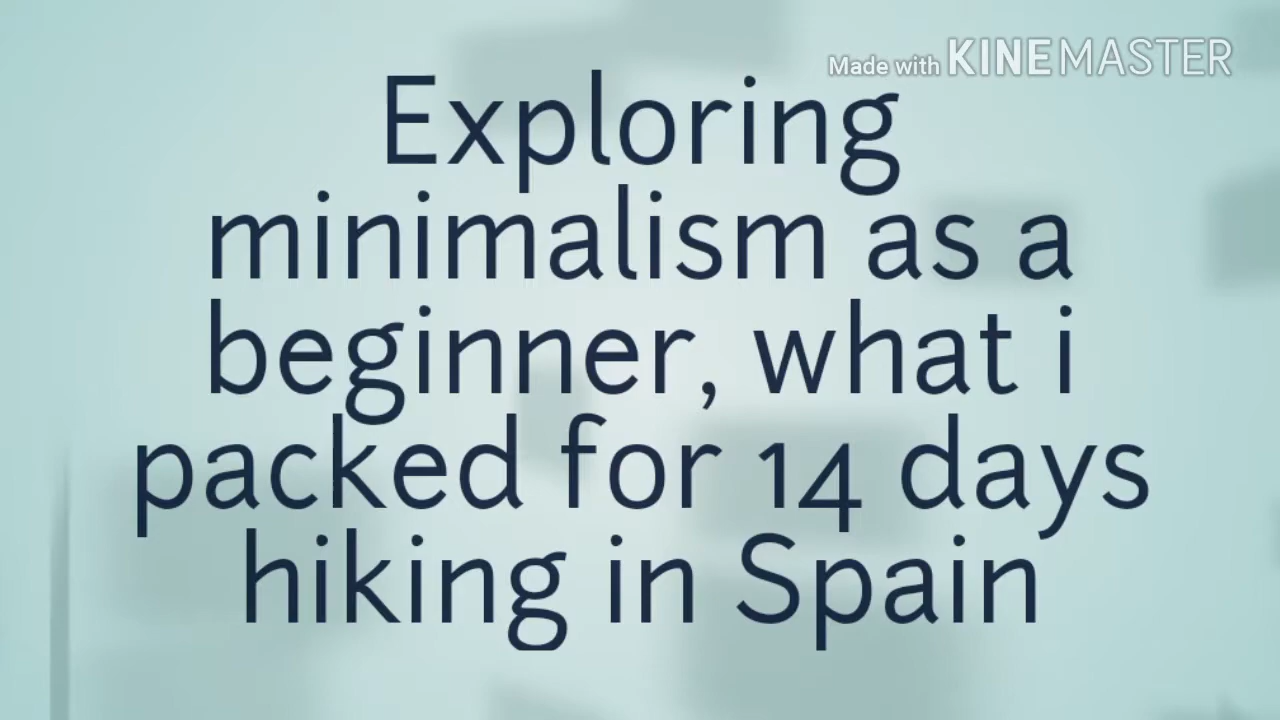 Made with KINEMASTER
Exploring
minimalism as a
beginner, what i
packed for 14 days
hiking in Spain